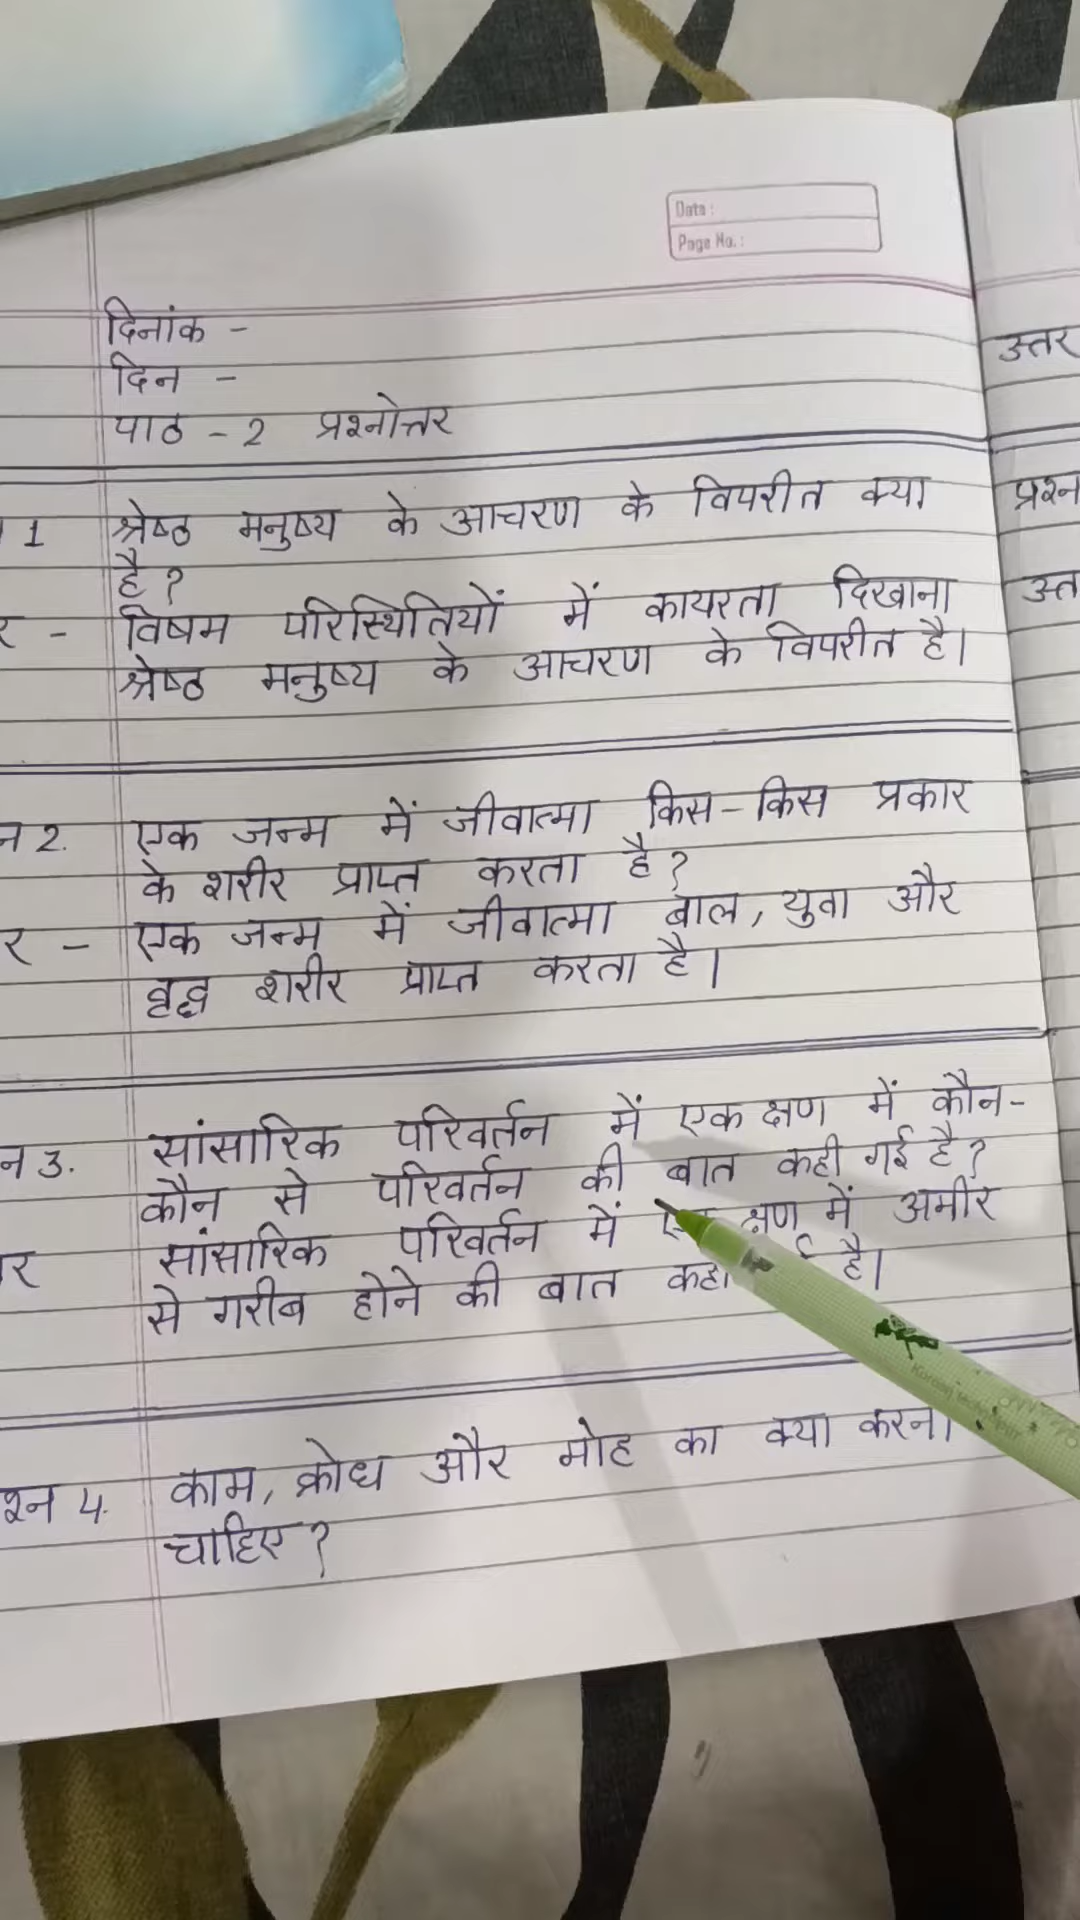 Date :
Page No. :
दिनांक -
दिन -
पाठ - 2 प्रश्नोत्तर
1 श्रेष्ठ मनुष्य के आचरण के विपरीत क्या
है?
र - विषम परिस्थितियों में कायरता दिखाना
श्रेष्ठ मनुष्य के आचरण के विपरीत है।
न 2. एक जन्म में जीवात्मा किस-किस प्रकार
के शरीर प्राप्त करता है?
र - एक जन्म में जीवात्मा बाल, युवा और
वृद्ध शरीर प्राप्त करता है।
न 3. सांसारिक परिवर्तन में एक क्षण में कौन-
कौन से परिवर्तन की बात कही गई है?
र सांसारिक परिवर्तन में क्षण में अमीर
से गरीब होने की बात है।
श्न 4. काम, क्रोध और मोह का क्या करना
चाहिए?
उत्तर
प्रश्न
उत्त